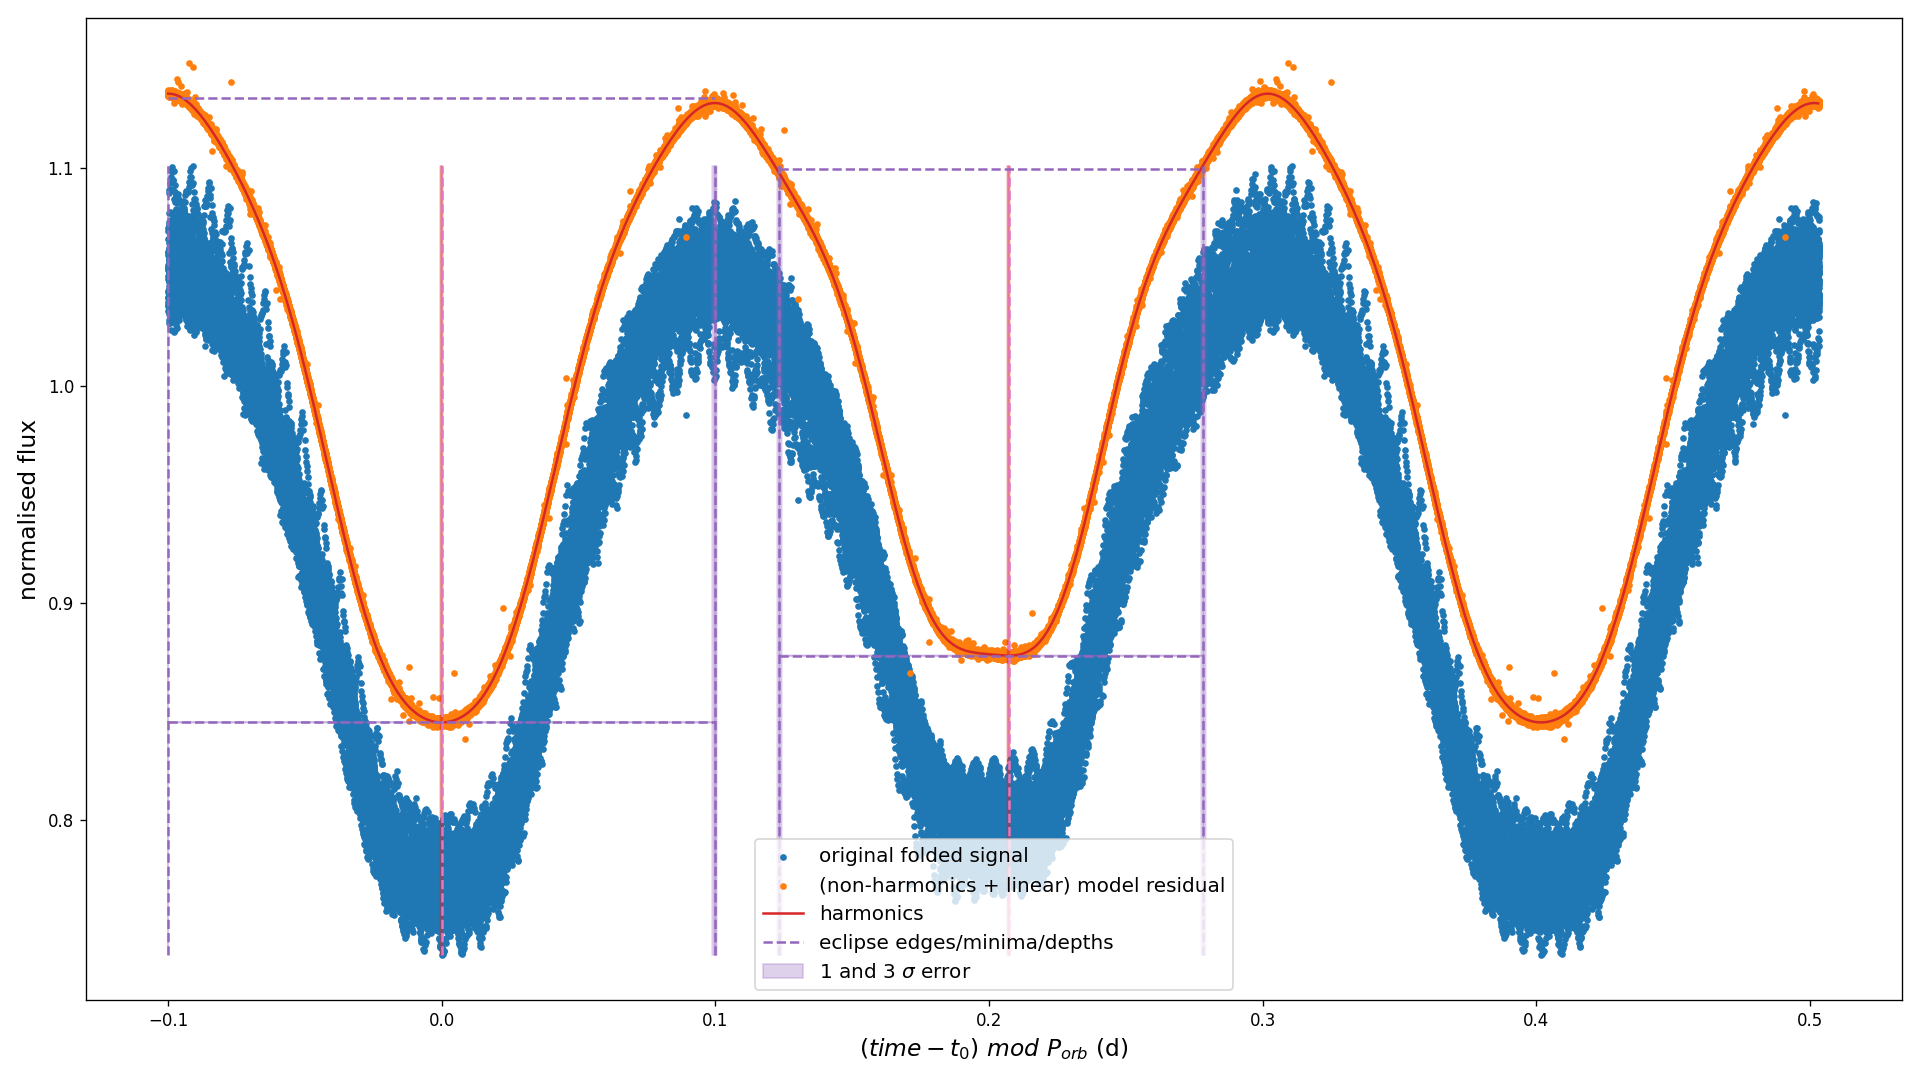 normalised flux
1.1
1.0
0.9
0.8
original folded signal
(non-harmonics + linear) model residual
harmonics
eclipse edges/minima/depths
1 and 3 σ error
−0.1
0.0
0.1
0.2
0.3
0.4
0.5
(time − t₀) mod Pₒᵣb (d)